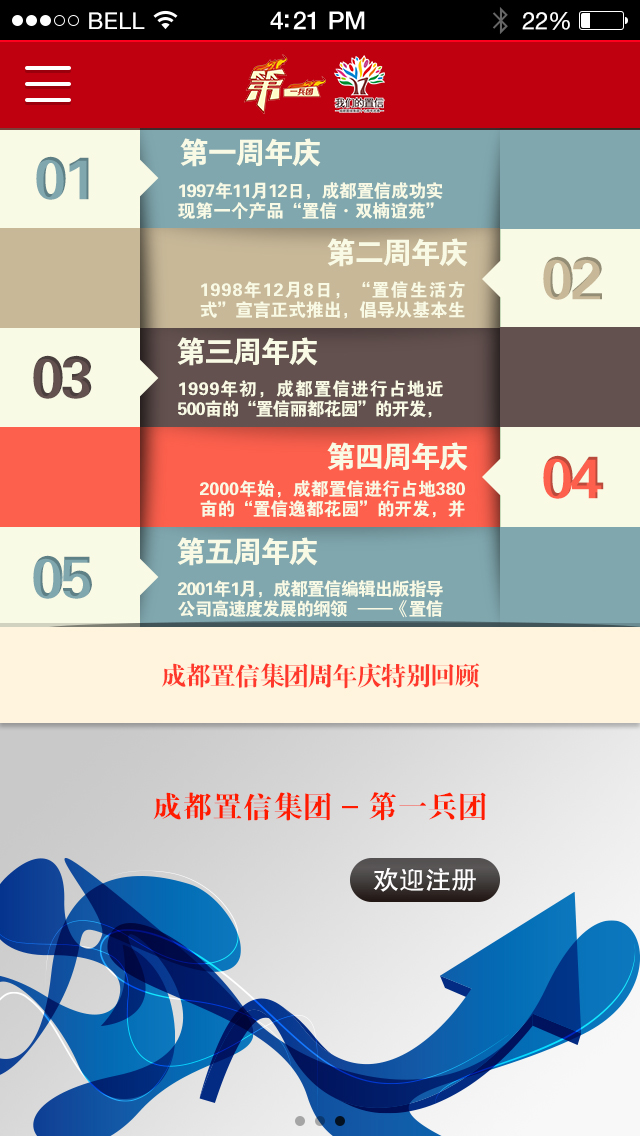 BELL 4:21 PM 22%
第一兵团 我们的置信
01
第一周年庆
1997年11月12日，成都置信成功实
现第一个产品“置信·双楠谊苑”
第二周年庆
02
1998年12月8日，“置信生活方
式”宣言正式推出，倡导从基本生
03
第三周年庆
1999年初，成都置信进行占地近
500亩的“置信丽都花园”的开发，
第四周年庆
04
2000年始，成都置信进行占地380
亩的“置信逸都花园”的开发，并
05
第五周年庆
2001年1月，成都置信编辑出版指导
公司高速度发展的纲领 ——《置信
成都置信集团周年庆特别回顾
成都置信集团 – 第一兵团
欢迎注册